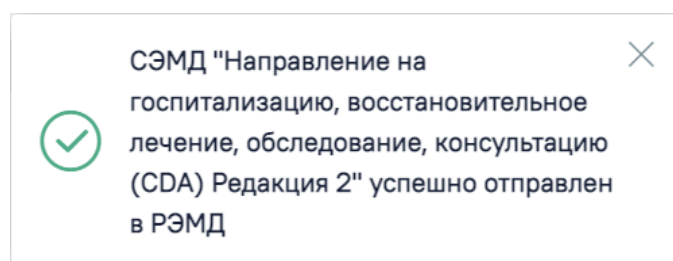 СЭМД "Направление на
госпитализацию, восстановительное
лечение, обследование, консультацию
(CDA) Редакция 2" успешно отправлен
в РЭМД